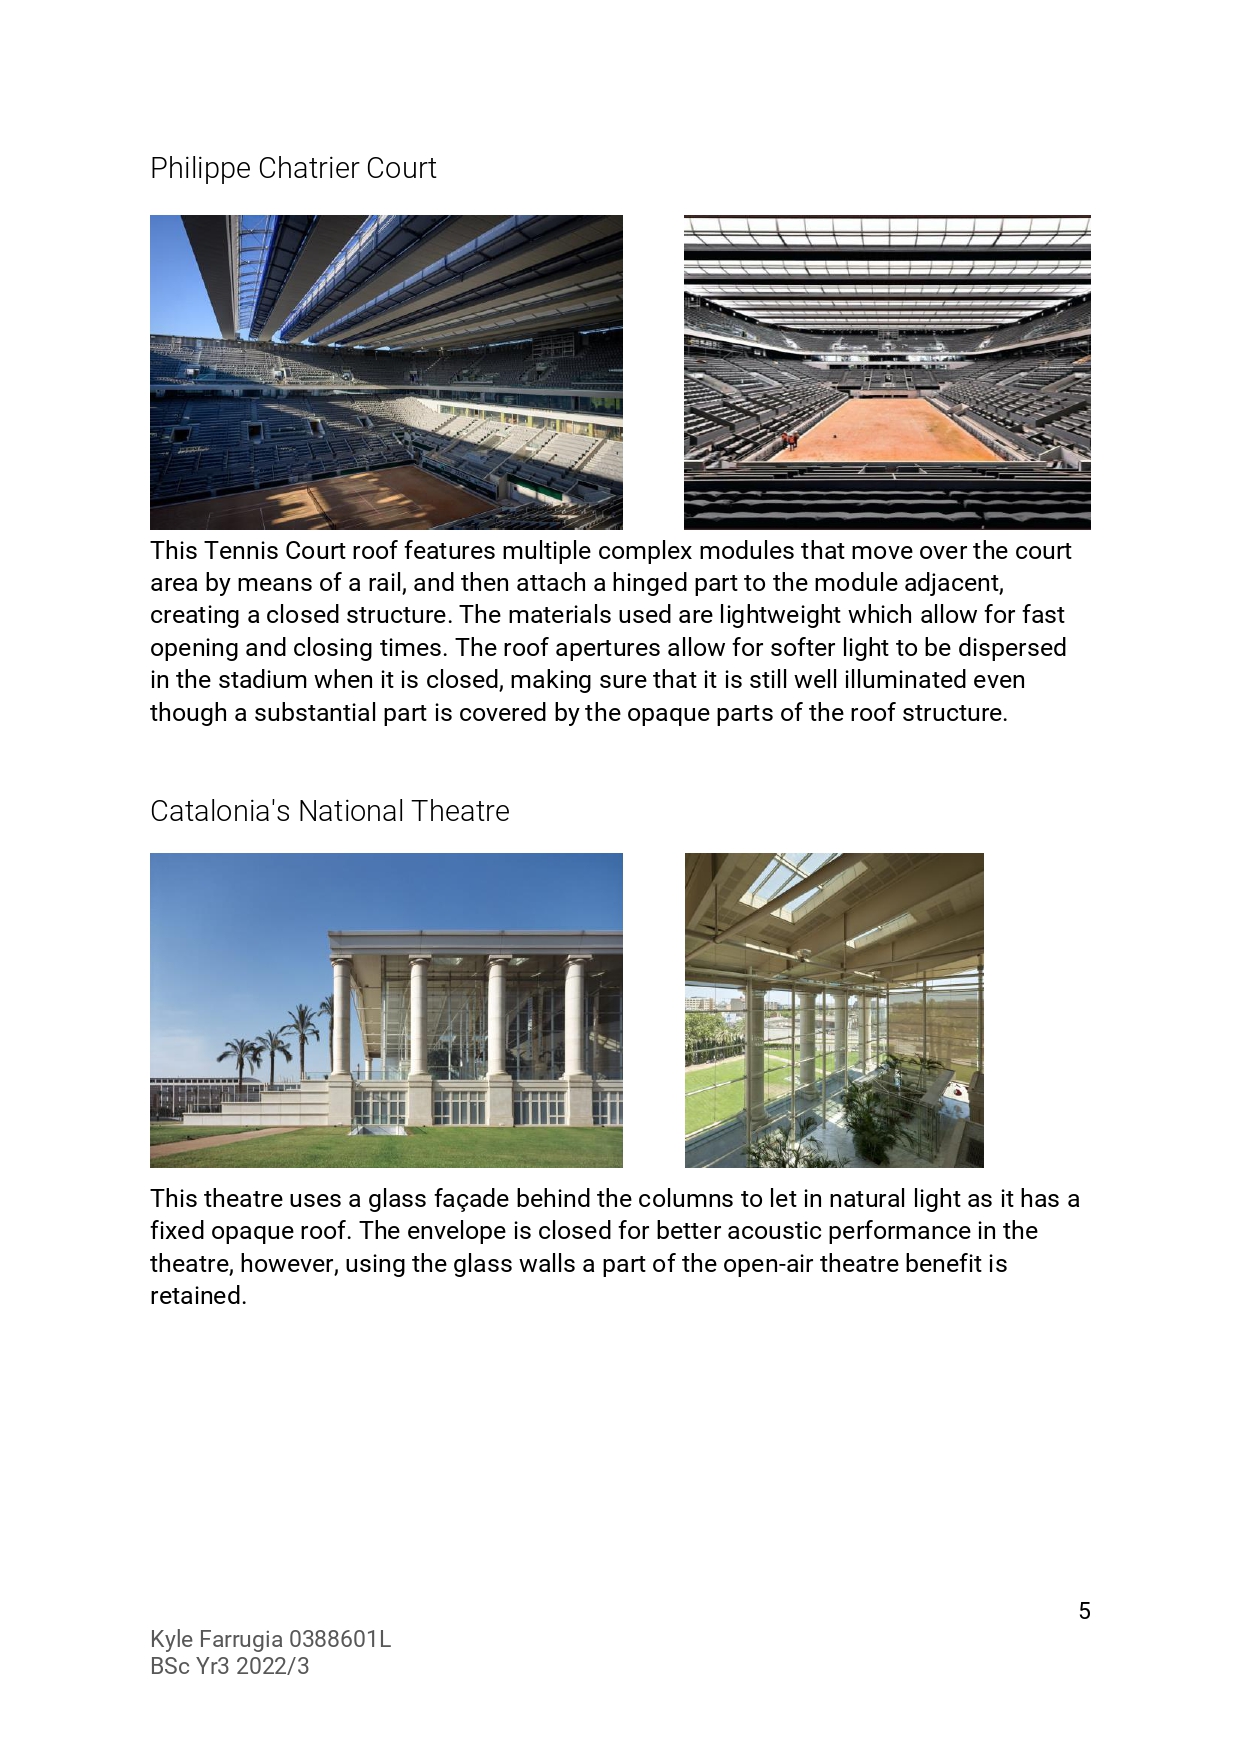 Philippe Chatrier Court
This Tennis Court roof features multiple complex modules that move over the court
area by means of a rail, and then attach a hinged part to the module adjacent,
creating a closed structure. The materials used are lightweight which allow for fast
opening and closing times. The roof apertures allow for softer light to be dispersed
in the stadium when it is closed, making sure that it is still well illuminated even
though a substantial part is covered by the opaque parts of the roof structure.
Catalonia's National Theatre
This theatre uses a glass façade behind the columns to let in natural light as it has a
fixed opaque roof. The envelope is closed for better acoustic performance in the
theatre, however, using the glass walls a part of the open-air theatre benefit is
retained.
5
Kyle Farrugia 0388601L
BSc Yr3 2022/3